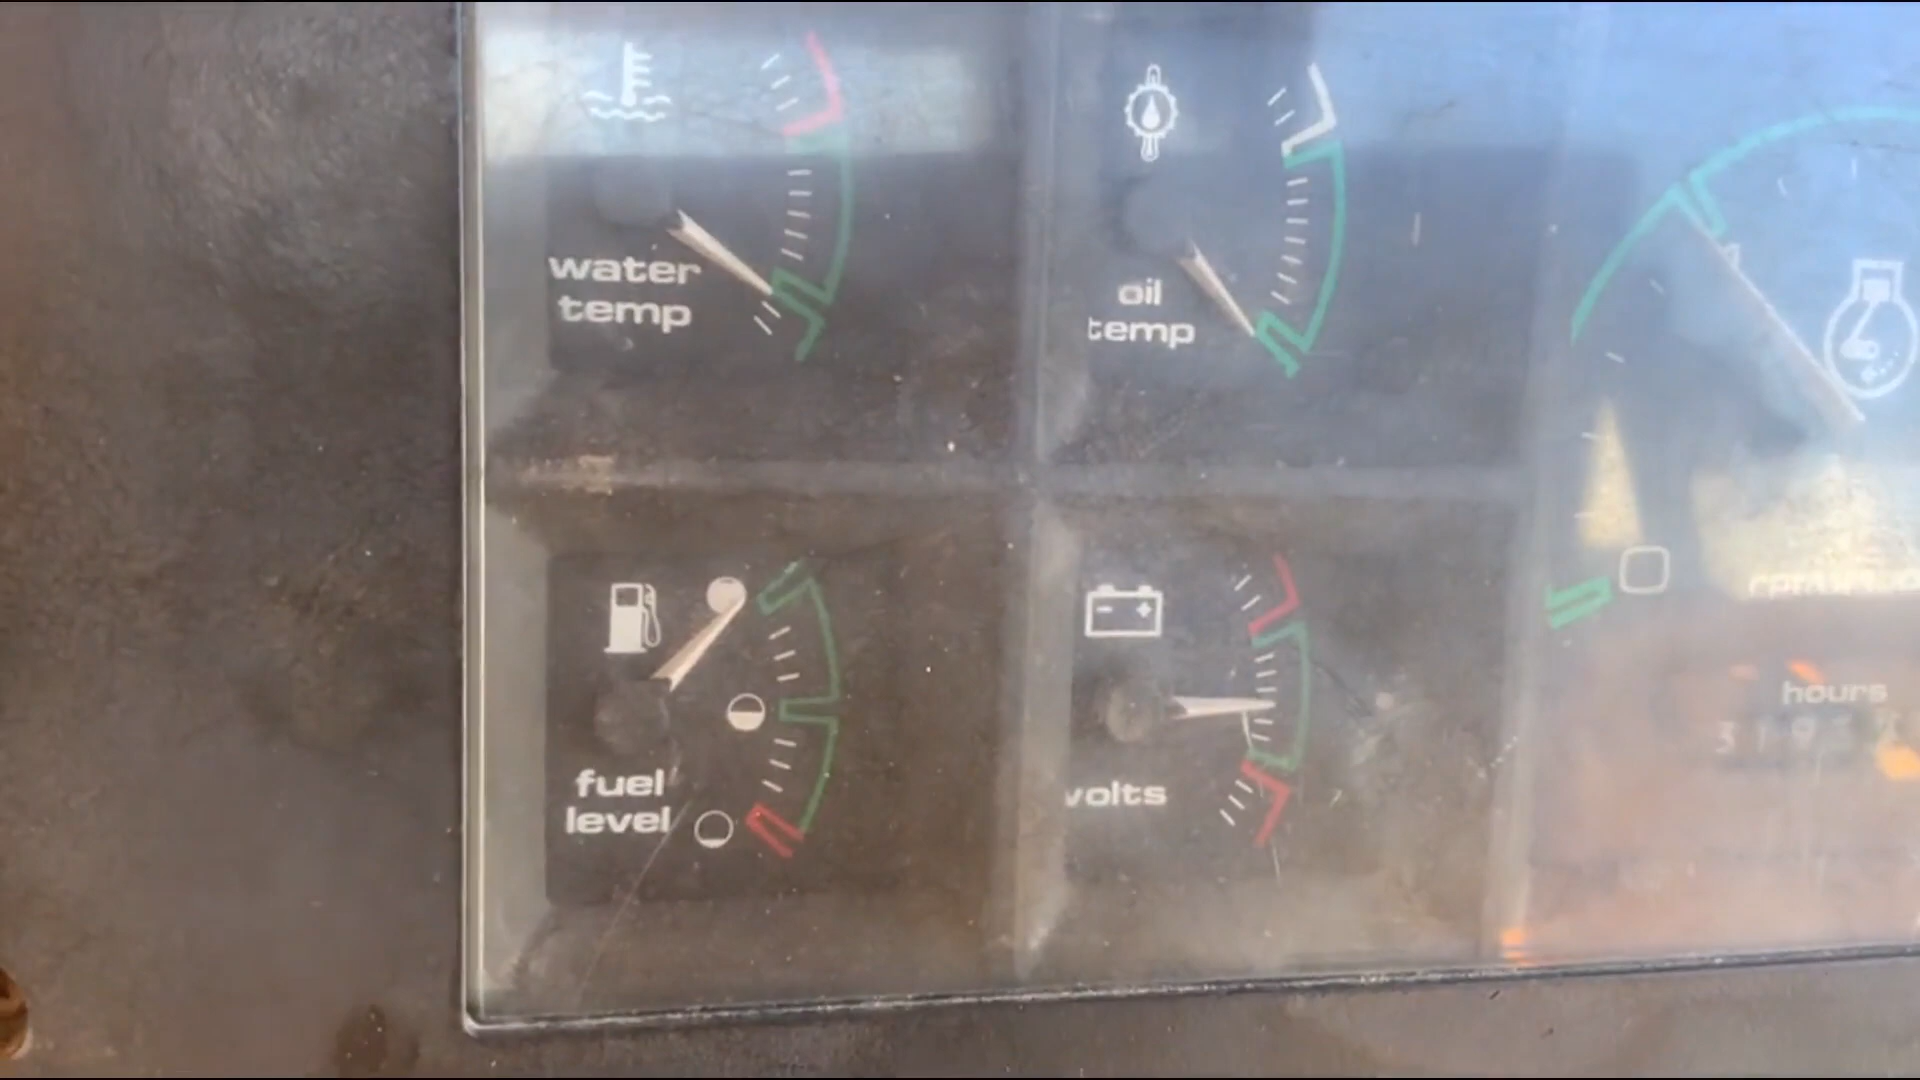 water
temp
oil
temp
fuel
level
volts
hours